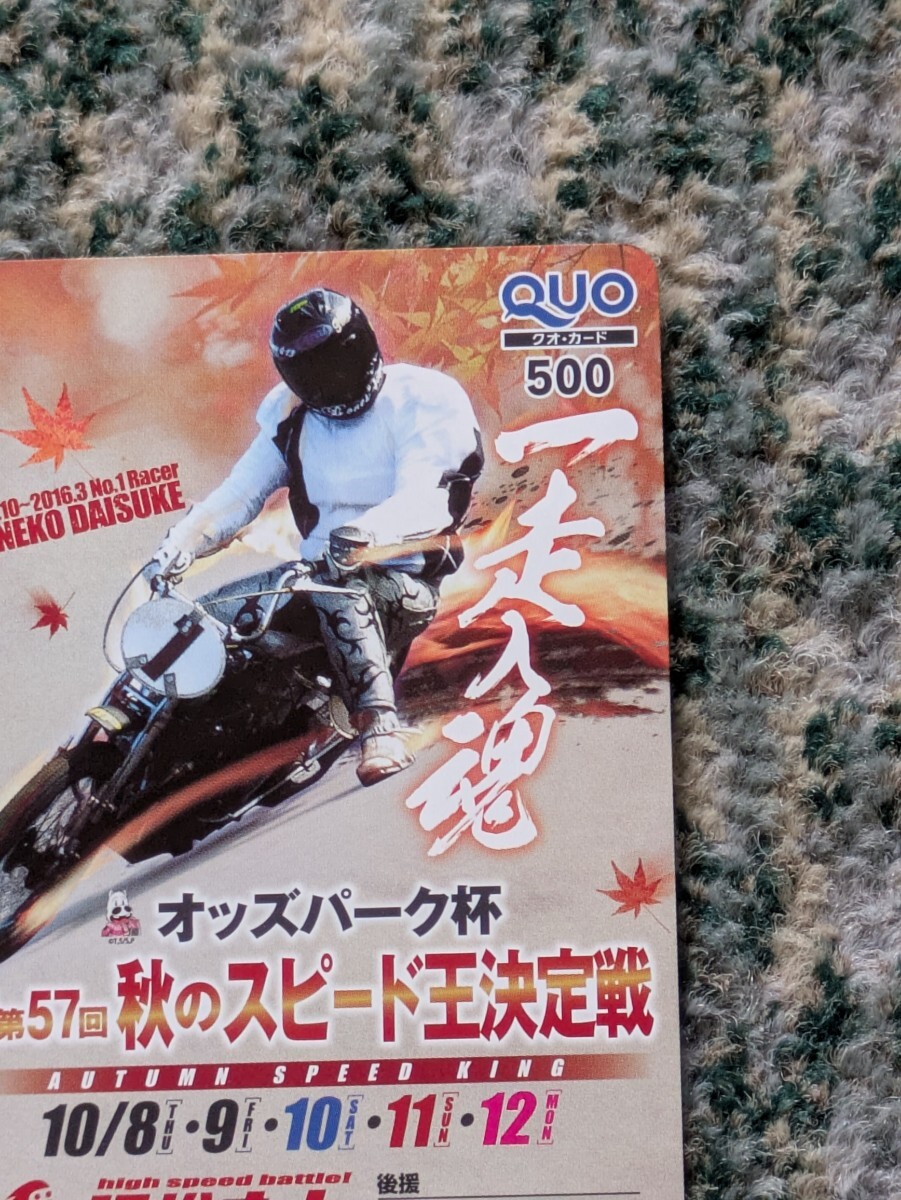 QUO
クオ・カード
500
一走入魂
.10~2016.3 No.1 Racer
NEKO DAISUKE
オッズパーク杯
第57回 秋のスピード王決定戦
AUTUMN SPEED KING
10/8[THU]・9[FRI]・10[SAT]・11[SUN]・12[MON]
high speed battle!
後援